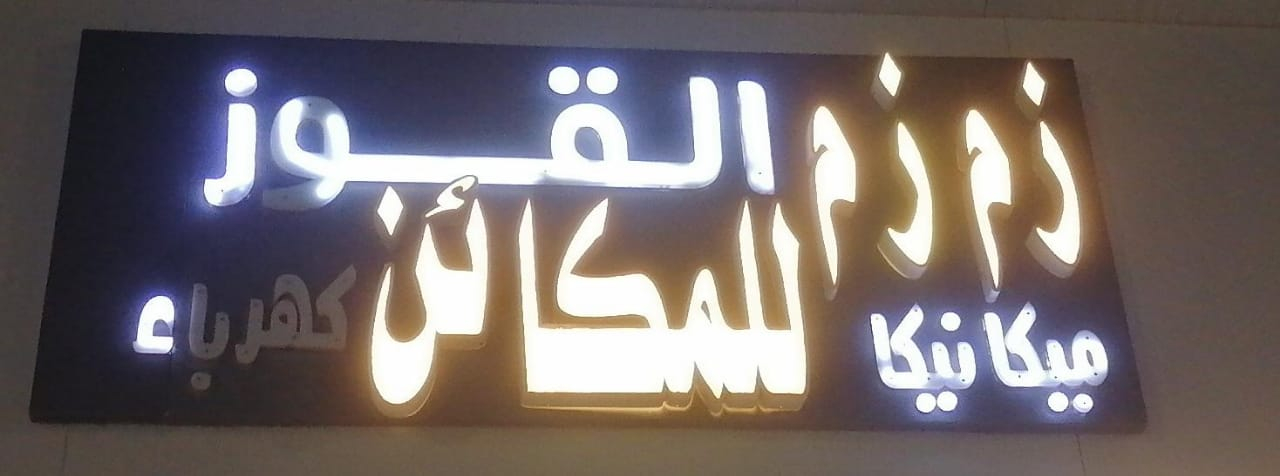 زمزم القوز
للمكائن
ميكانيكا كهرباء